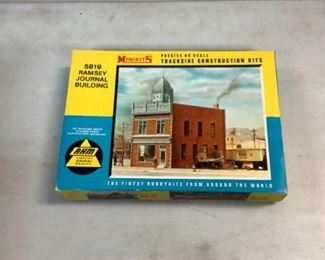 5819
RAMSEY
JOURNAL
BUILDING
MINIKITS
PRECISE HO SCALE
TRACKSIDE CONSTRUCTION KITS
AHM
THE FINEST HOBBYKITS FROM AROUND THE WORLD